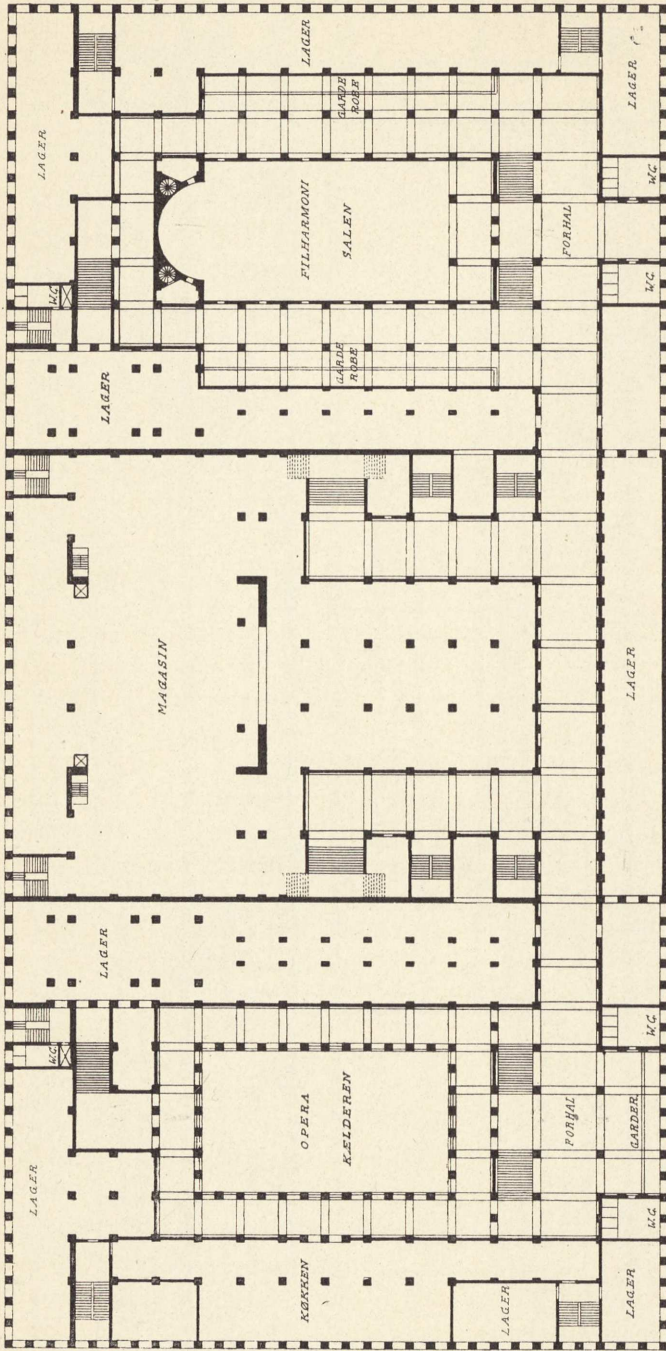 LAGER
LAGER
LAGER
GARDE
ROBE
W.C.
FILHARMONI
SALEN
FORHAL
W.C.
W.C.
GARDE
ROBE
LAGER
MAGASIN
LAGER
LAGER
W.C.
W.C.
OPERA
KÆLDEREN
FORHAL
GARDER.
LAGER
W.C.
KØKKEN
LAGER
LAGER